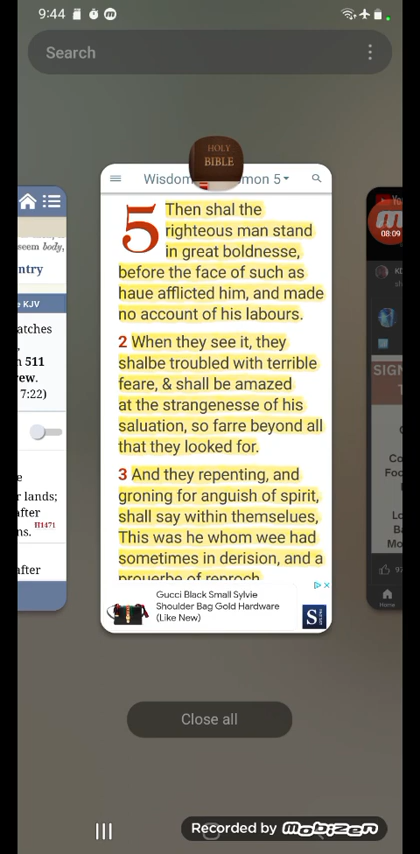 9:44
Search
HOLY
BIBLE
Wisdom
mon 5
5 Then shal the
righteous man stand
in great boldnesse,
before the face of such as
haue afflicted him, and made
no account of his labours.
2 When they see it, they
shalbe troubled with terrible
feare, & shall be amazed
at the strangenesse of his
saluation, so farre beyond all
that they looked for.
3 And they repenting, and
groning for anguish of spirit,
shall say within themselues,
This was he whom wee had
sometimes in derision, and a
prouerbe of reproch
Gucci Black Small Sylvie
Shoulder Bag Gold Hardware
(Like New)
S
seem body,
ntry
e KJV
atches
n 511
rew.
7:22)
e
r lands;
after
ns. H1471
after
08:09
KD
SIGN
T
C
Co
Foo
Lo
Ba
Mo
97
Home
Close all
Recorded by mobizen